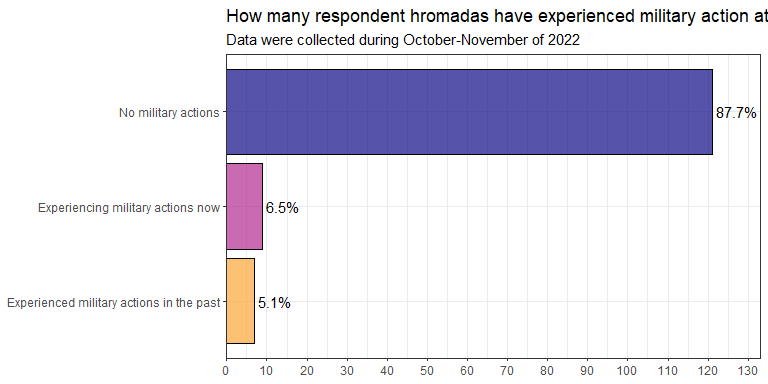 How many respondent hromadas have experienced military action at
Data were collected during October-November of 2022
No military actions
87.7%
Experiencing military actions now
6.5%
Experienced military actions in the past
5.1%
0 10 20 30 40 50 60 70 80 90 100 110 120 130